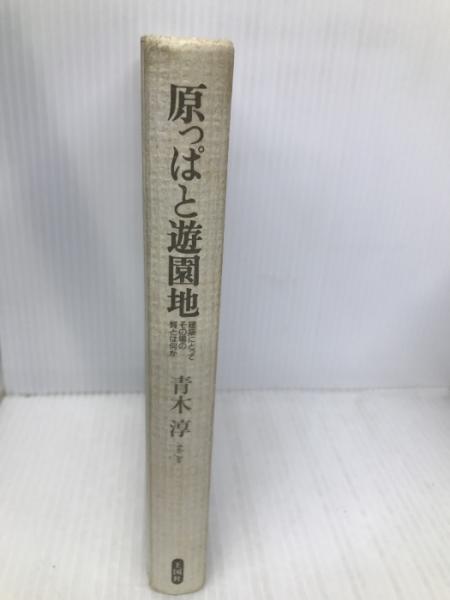 原っぱと遊園地
建築にとって
その場の
質とは何か
青木淳
王国社